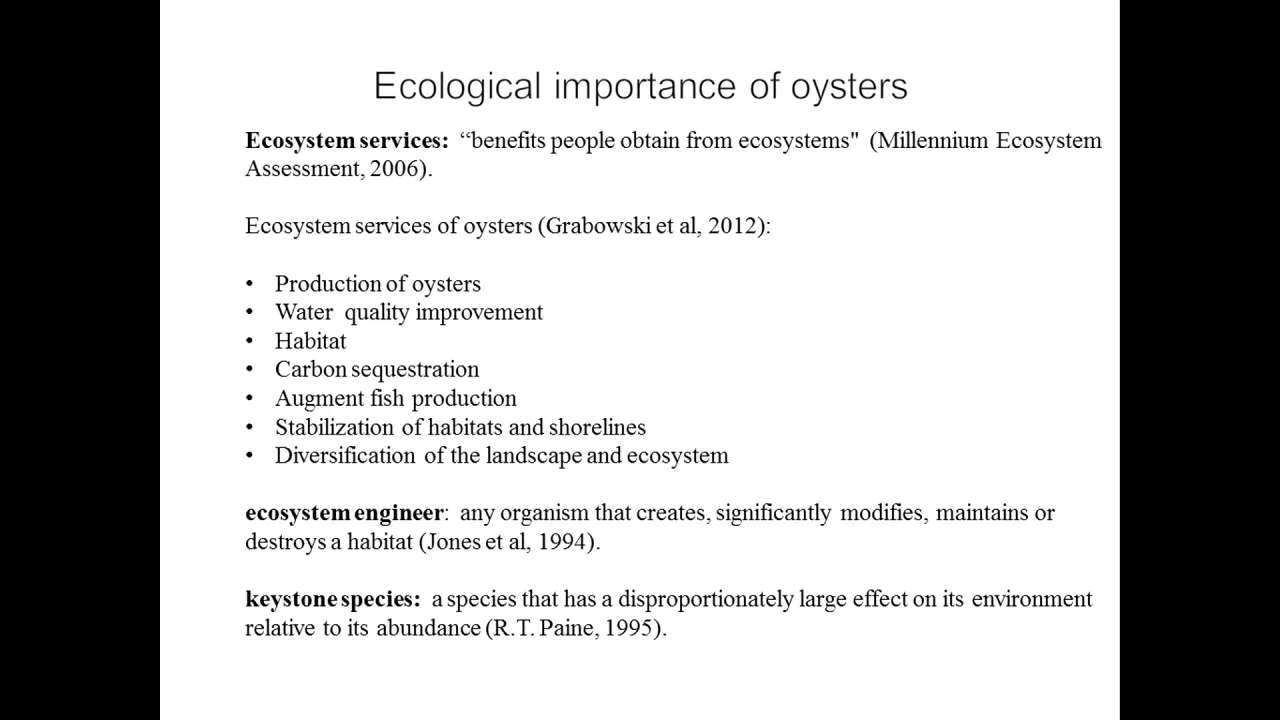 Ecological importance of oysters
Ecosystem services: “benefits people obtain from ecosystems" (Millennium Ecosystem
Assessment, 2006).
Ecosystem services of oysters (Grabowski et al, 2012):
• Production of oysters
• Water quality improvement
• Habitat
• Carbon sequestration
• Augment fish production
• Stabilization of habitats and shorelines
• Diversification of the landscape and ecosystem
ecosystem engineer: any organism that creates, significantly modifies, maintains or
destroys a habitat (Jones et al, 1994).
keystone species: a species that has a disproportionately large effect on its environment
relative to its abundance (R.T. Paine, 1995).